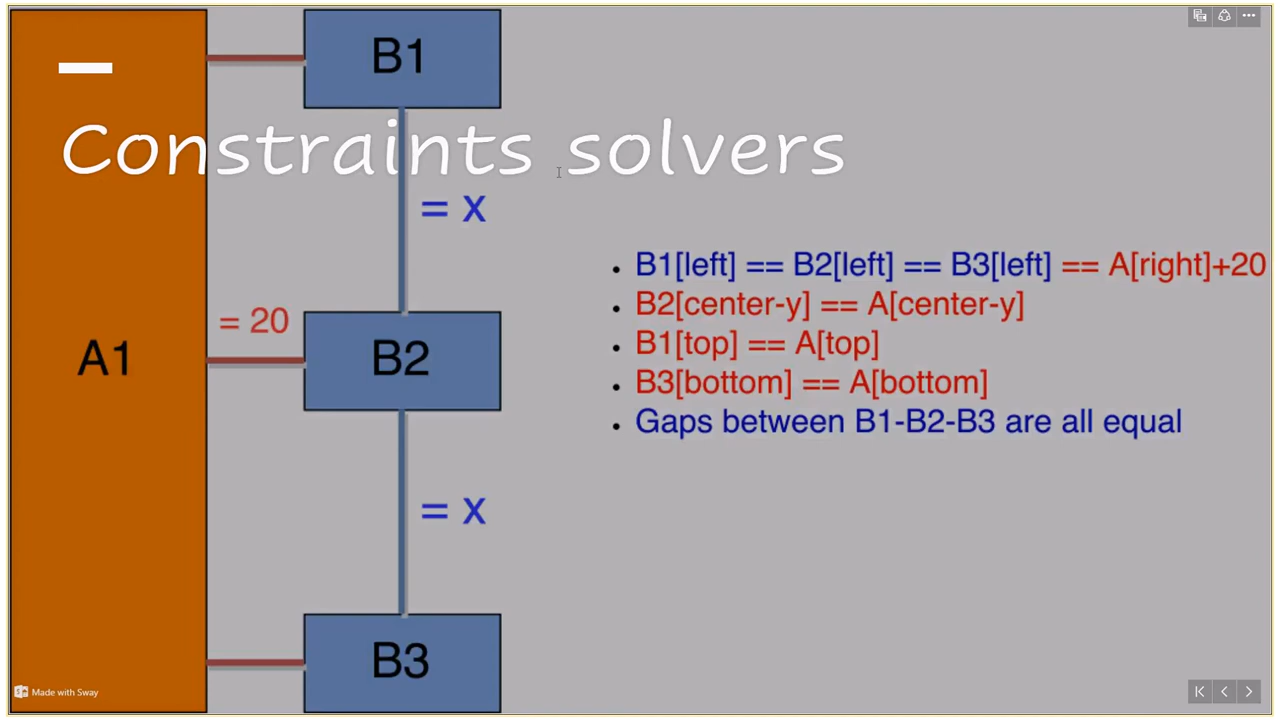 B1
Constraints solvers
= x
B1[left] == B2[left] == B3[left] == A[right]+20
B2[center-y] == A[center-y]
= 20
B1[top] == A[top]
A1
B2
B3[bottom] == A[bottom]
Gaps between B1-B2-B3 are all equal
= x
B3
Made with Sway